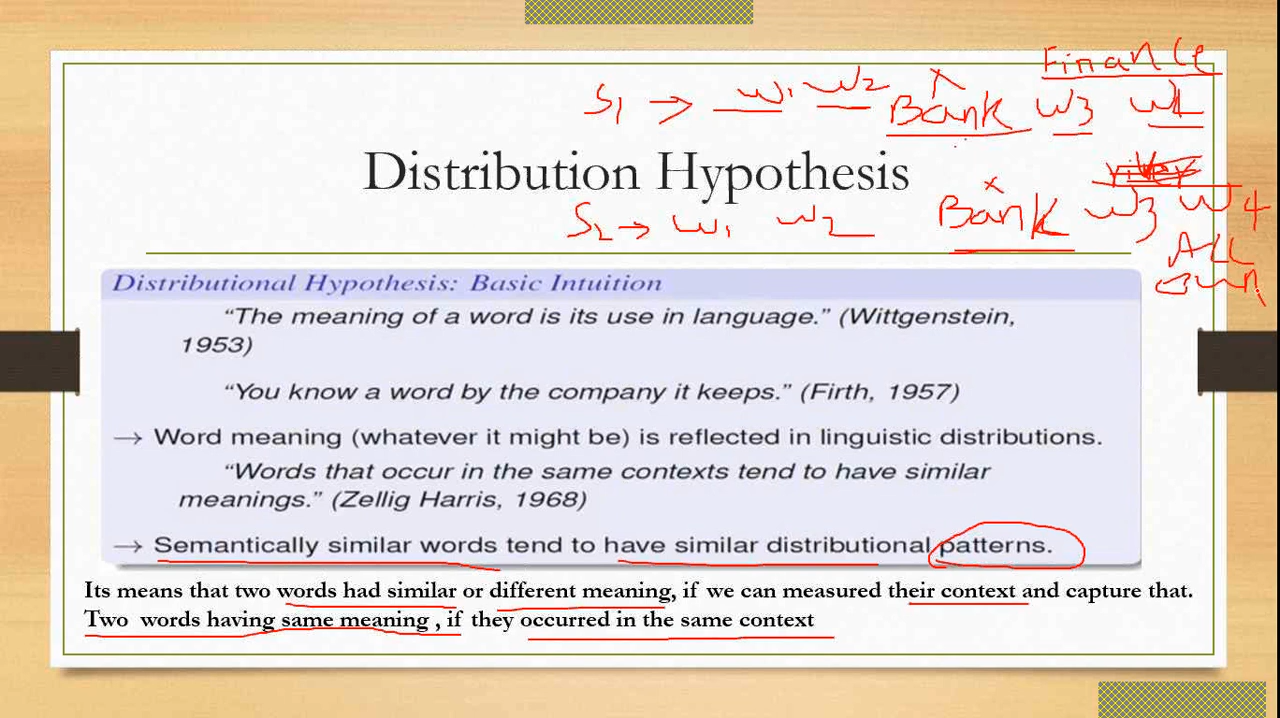 Finance
S1 → w1 w2 Bank w3 w4
Distribution Hypothesis
S2 → w1 w2 Bank w3 w4
Distributional Hypothesis: Basic Intuition
“The meaning of a word is its use in language.” (Wittgenstein,
1953)
“You know a word by the company it keeps.” (Firth, 1957)
→ Word meaning (whatever it might be) is reflected in linguistic distributions.
“Words that occur in the same contexts tend to have similar
meanings.” (Zellig Harris, 1968)
→ Semantically similar words tend to have similar distributional patterns.
Its means that two words had similar or different meaning, if we can measured their context and capture that.
Two words having same meaning , if they occurred in the same context